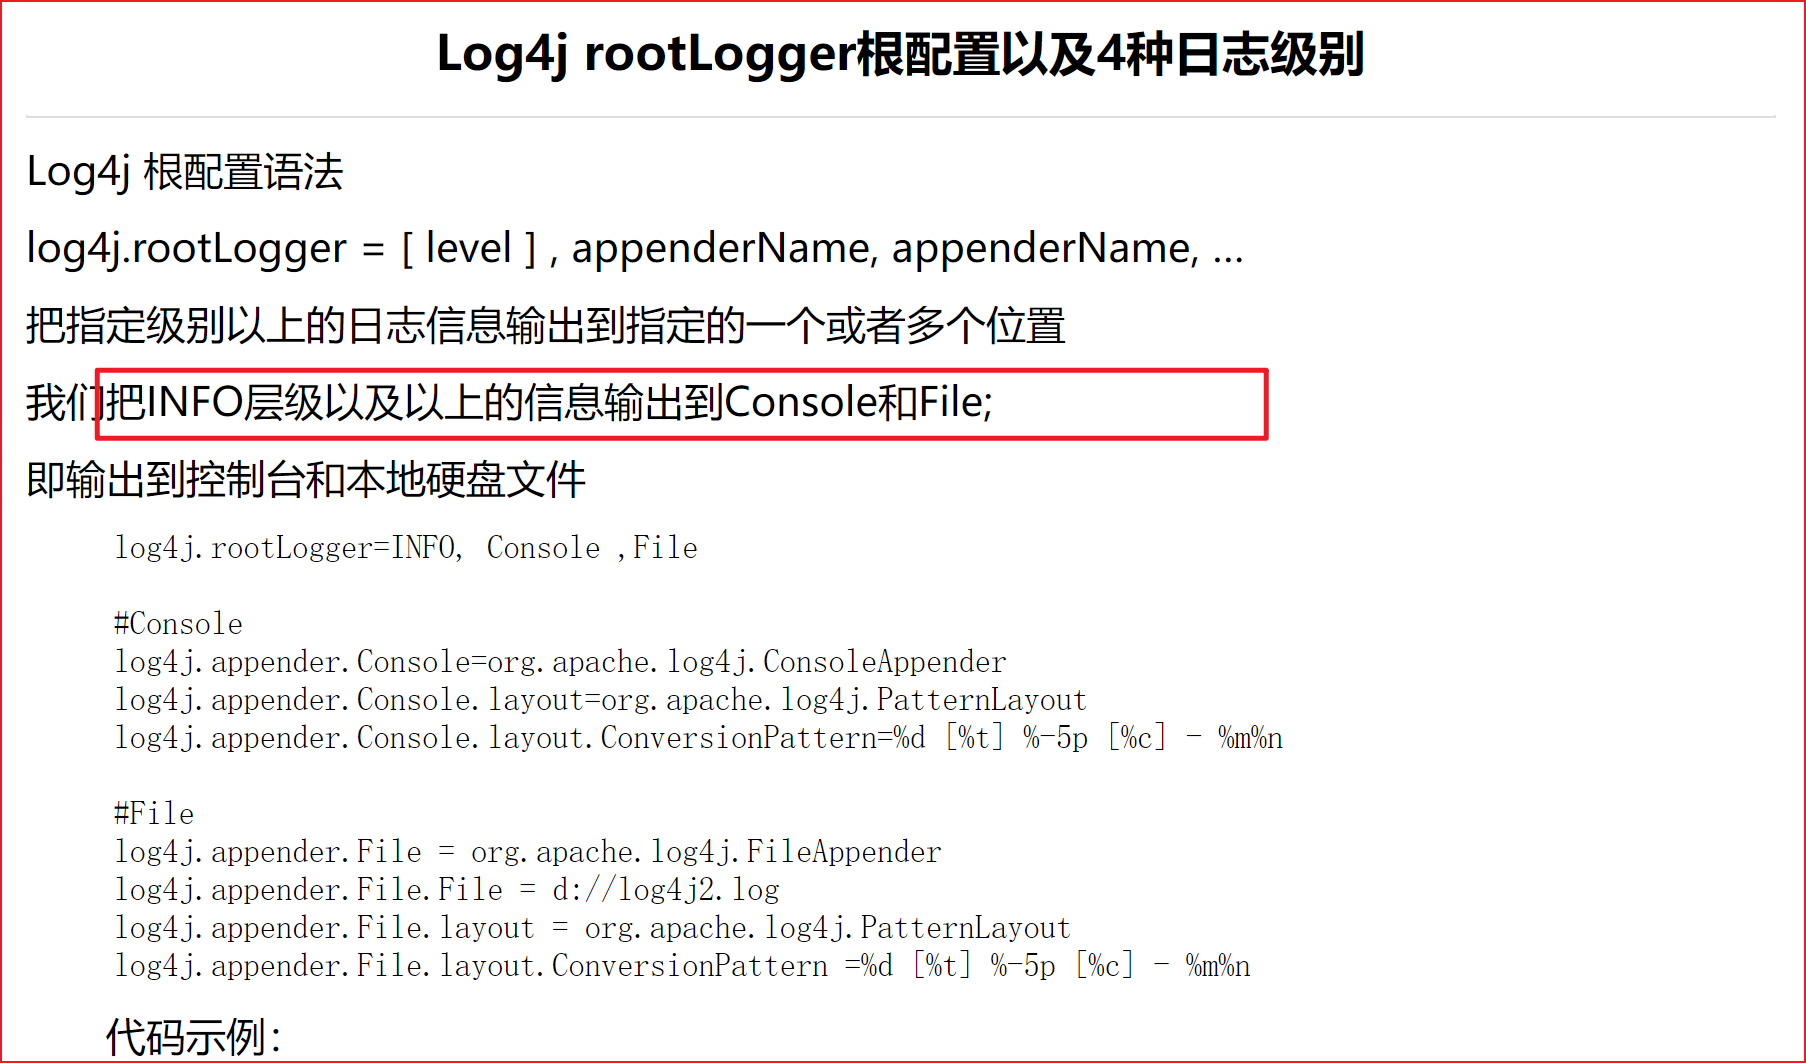 Log4j rootLogger根配置以及4种日志级别
Log4j 根配置语法
log4j.rootLogger = [ level ] , appenderName, appenderName, …
把指定级别以上的日志信息输出到指定的一个或者多个位置
我们把INFO层级以及以上的信息输出到Console和File;
即输出到控制台和本地硬盘文件
log4j.rootLogger=INFO, Console ,File
#Console
log4j.appender.Console=org.apache.log4j.ConsoleAppender
log4j.appender.Console.layout=org.apache.log4j.PatternLayout
log4j.appender.Console.layout.ConversionPattern=%d [%t] %-5p [%c] - %m%n
#File
log4j.appender.File = org.apache.log4j.FileAppender
log4j.appender.File.File = d://log4j2.log
log4j.appender.File.layout = org.apache.log4j.PatternLayout
log4j.appender.File.layout.ConversionPattern =%d [%t] %-5p [%c] - %m%n
代码示例：